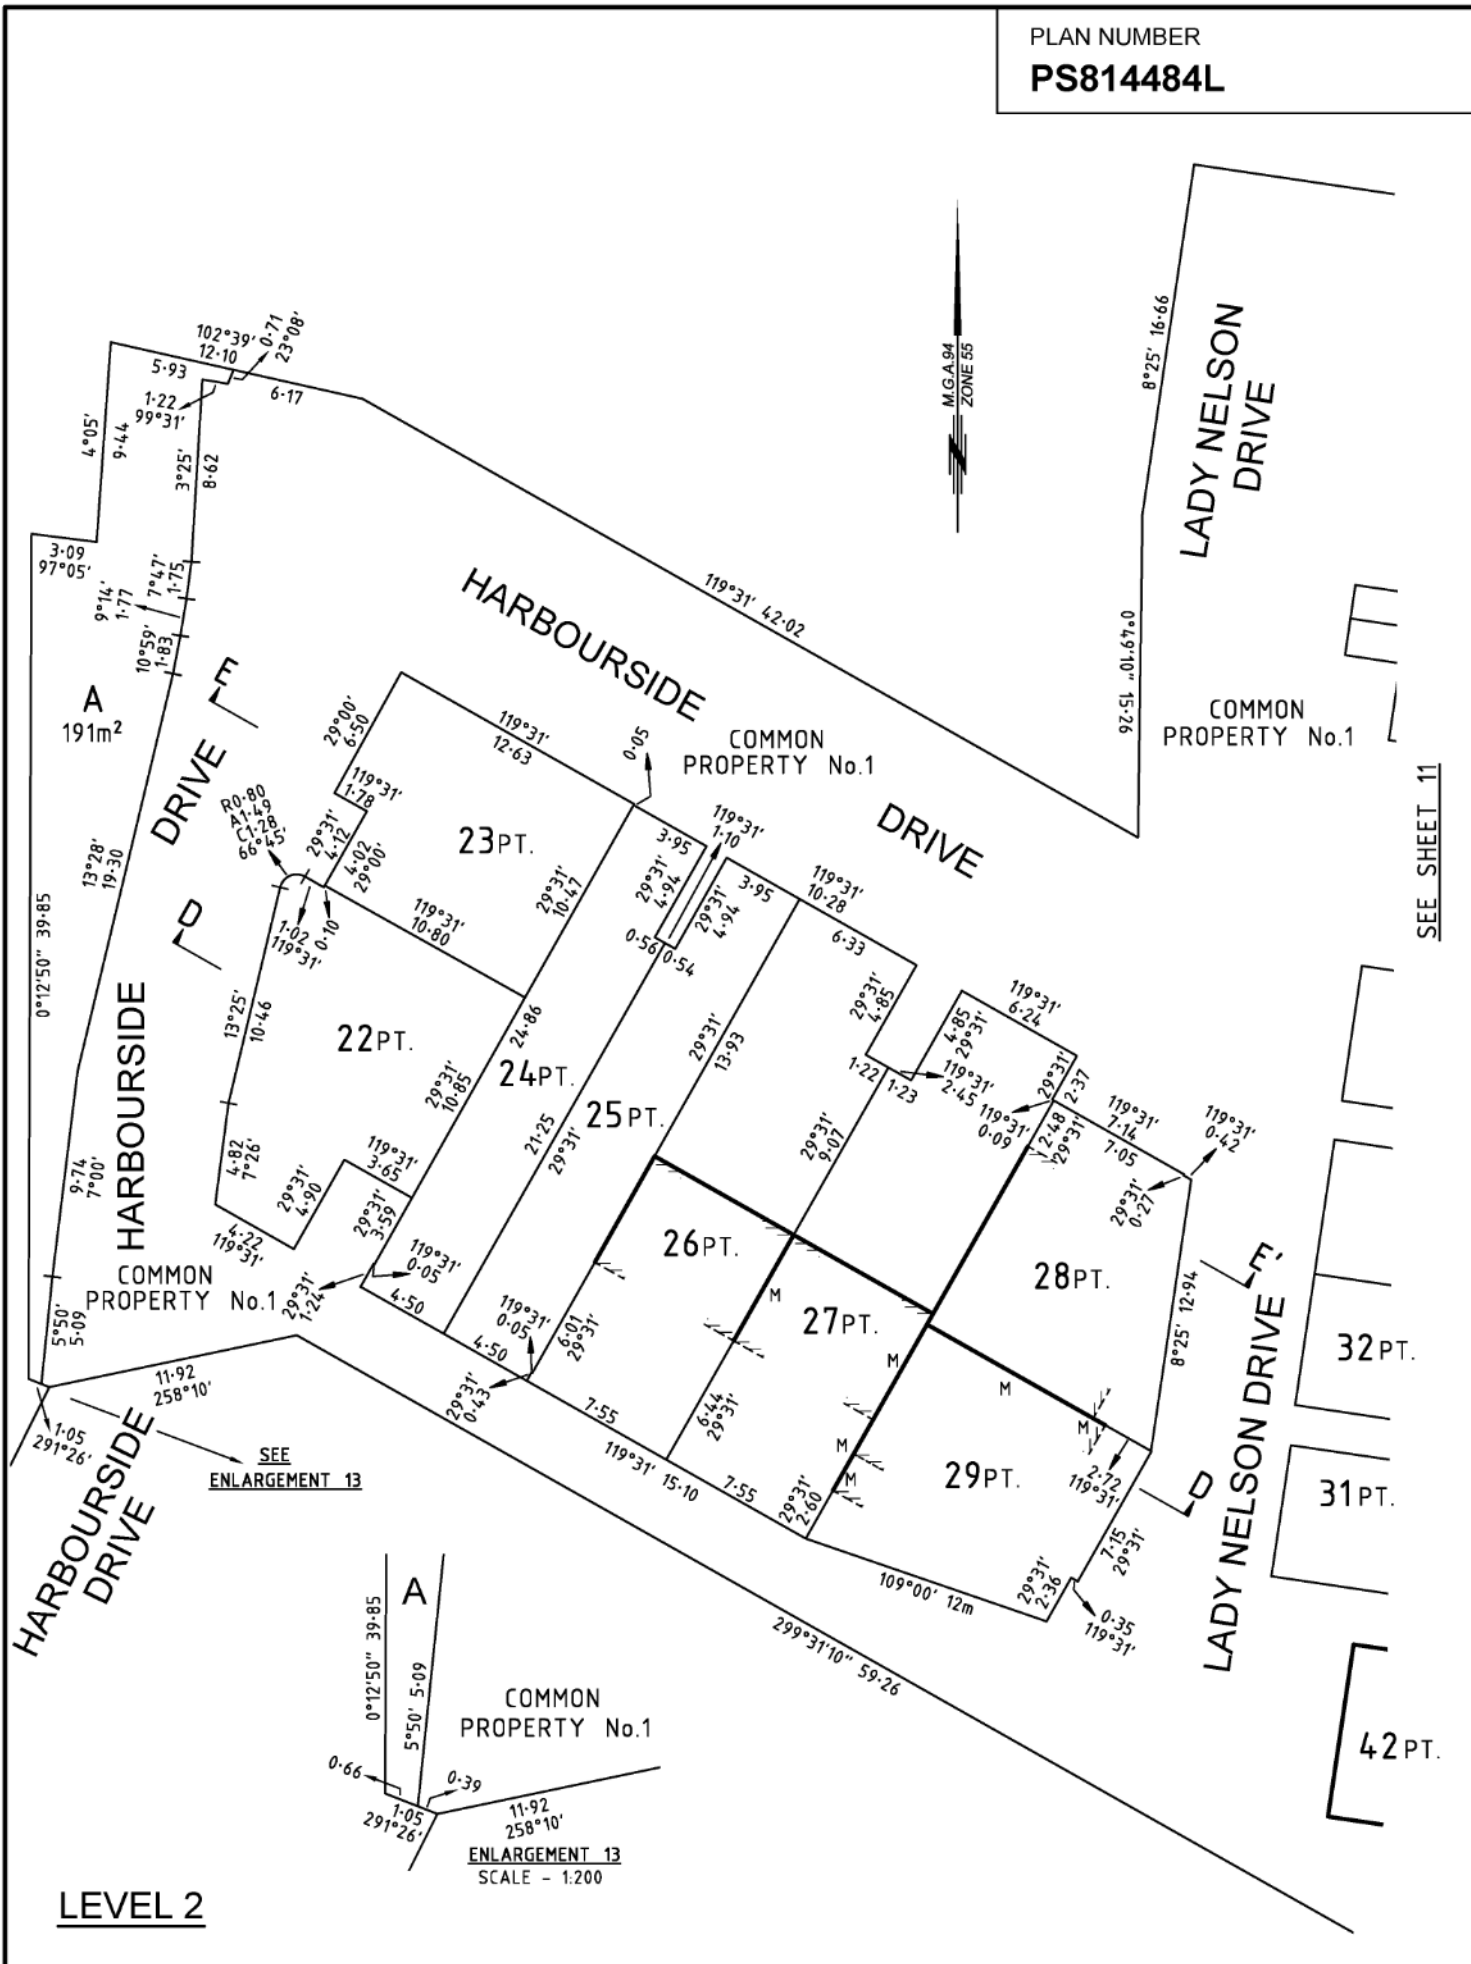 PLAN NUMBER
PS814484L
M.G.A.94
ZONE 55
8°25' 16·66
LADY NELSON
DRIVE
0°49'10" 15·26
COMMON
PROPERTY No.1
SEE SHEET 11
102°39'
12·10
0·71
23°08'
5·93
6·17
1·22
99°31'
4°05'
9·44
3°25'
8·62
3·09
97°05'
7°47'
1·75
9°14'
1·77
10°59'
1·83
A
191m²
E
119°31' 42·02
HARBOURSIDE
DRIVE
COMMON
PROPERTY No.1
DRIVE
29°00'
6·50
119°31'
12·63
0·05
119°31'
1·78
29°31'
4·12
4·02
29°00'
R0·80
A1·49
C1·28
66°45'
23PT.
3·95
119°31'
1·10
29°31'
4·94
29°31'
4·94
3·95
119°31'
10·28
6·33
29°31'
10·47
13°28'
19·30
D
1·02
119°31'
0·10
119°31'
10·80
0·56
0·54
0°12'50" 39·85
HARBOURSIDE
13°25'
10·46
22PT.
24·86
24PT.
29°31'
10·85
29°31'
13·93
29°31'
4·85
4·85
29°31'
119°31'
6·24
1·22
1·23
119°31'
2·45
119°31'
0·09
29°31'
2·37
2·48
29°31'
119°31'
7·14
7·05
119°31'
0·42
29°31'
0·27
25PT.
21·25
29°31'
29°31'
9·07
4·82
7°26'
29°31'
4·90
119°31'
3·65
29°31'
3·59
9·74
7°00'
4·22
119°31'
COMMON
PROPERTY No.1
29°31'
1·24
119°31'
0·05
4·50
4·50
119°31'
0·05
6·01
29°31'
29°31'
0·43
26PT.
M
27PT.
28PT.
8°25' 12·94
E'
LADY NELSON DRIVE
32PT.
31PT.
5°50'
5·09
11·92
258°10'
1·05
291°26'
SEE
ENLARGEMENT 13
HARBOURSIDE
DRIVE
7·55
119°31' 15·10
7·55
6·44
29°31'
M
M
M
M
M
29°31'
2·60
29PT.
2·72
119°31'
D
7·15
29°31'
29°31'
2·36
0·35
119°31'
109°00' 12m
299°31'10" 59·26
42PT.
A
0°12'50" 39·85
5°50' 5·09
COMMON
PROPERTY No.1
0·66
0·39
1·05
291°26'
11·92
258°10'
ENLARGEMENT 13
SCALE - 1:200
LEVEL 2